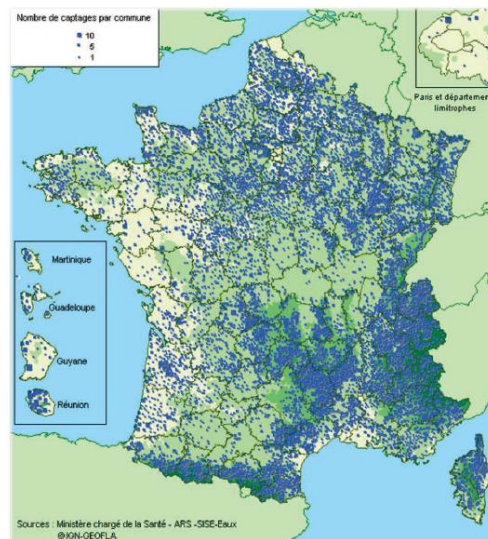 Nombre de captages par commune
10
5
1
Paris et département
limitrophes
Martinique
Guadeloupe
Guyane
Réunion
Sources : Ministère chargé de la Santé - ARS -SISE-Eaux
@IGN-GEOFLA